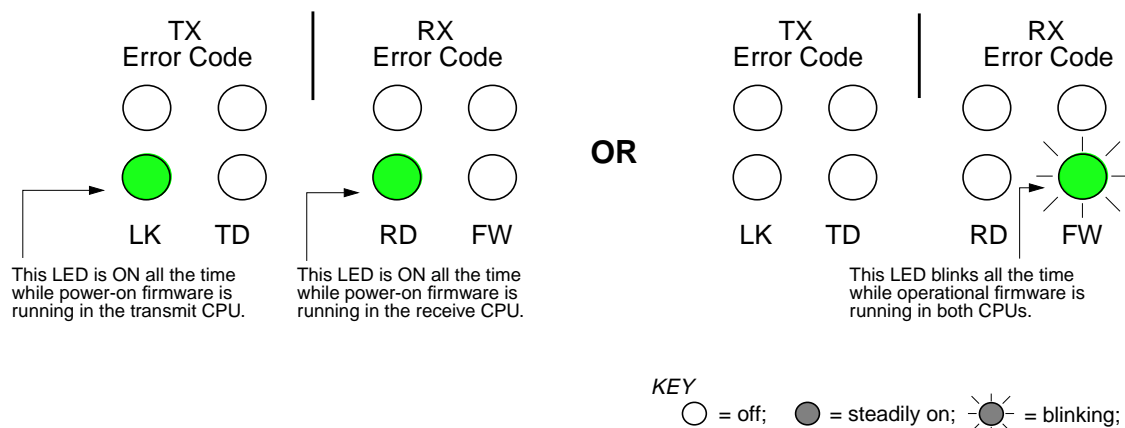 TX
Error Code
RX
Error Code
LK
TD
RD
FW
This LED is ON all the time
while power-on firmware is
running in the transmit CPU.
This LED is ON all the time
while power-on firmware is
running in the receive CPU.
OR
TX
Error Code
RX
Error Code
LK
TD
RD
FW
This LED blinks all the time
while operational firmware is
running in both CPUs.
KEY
= off; = steadily on; = blinking;